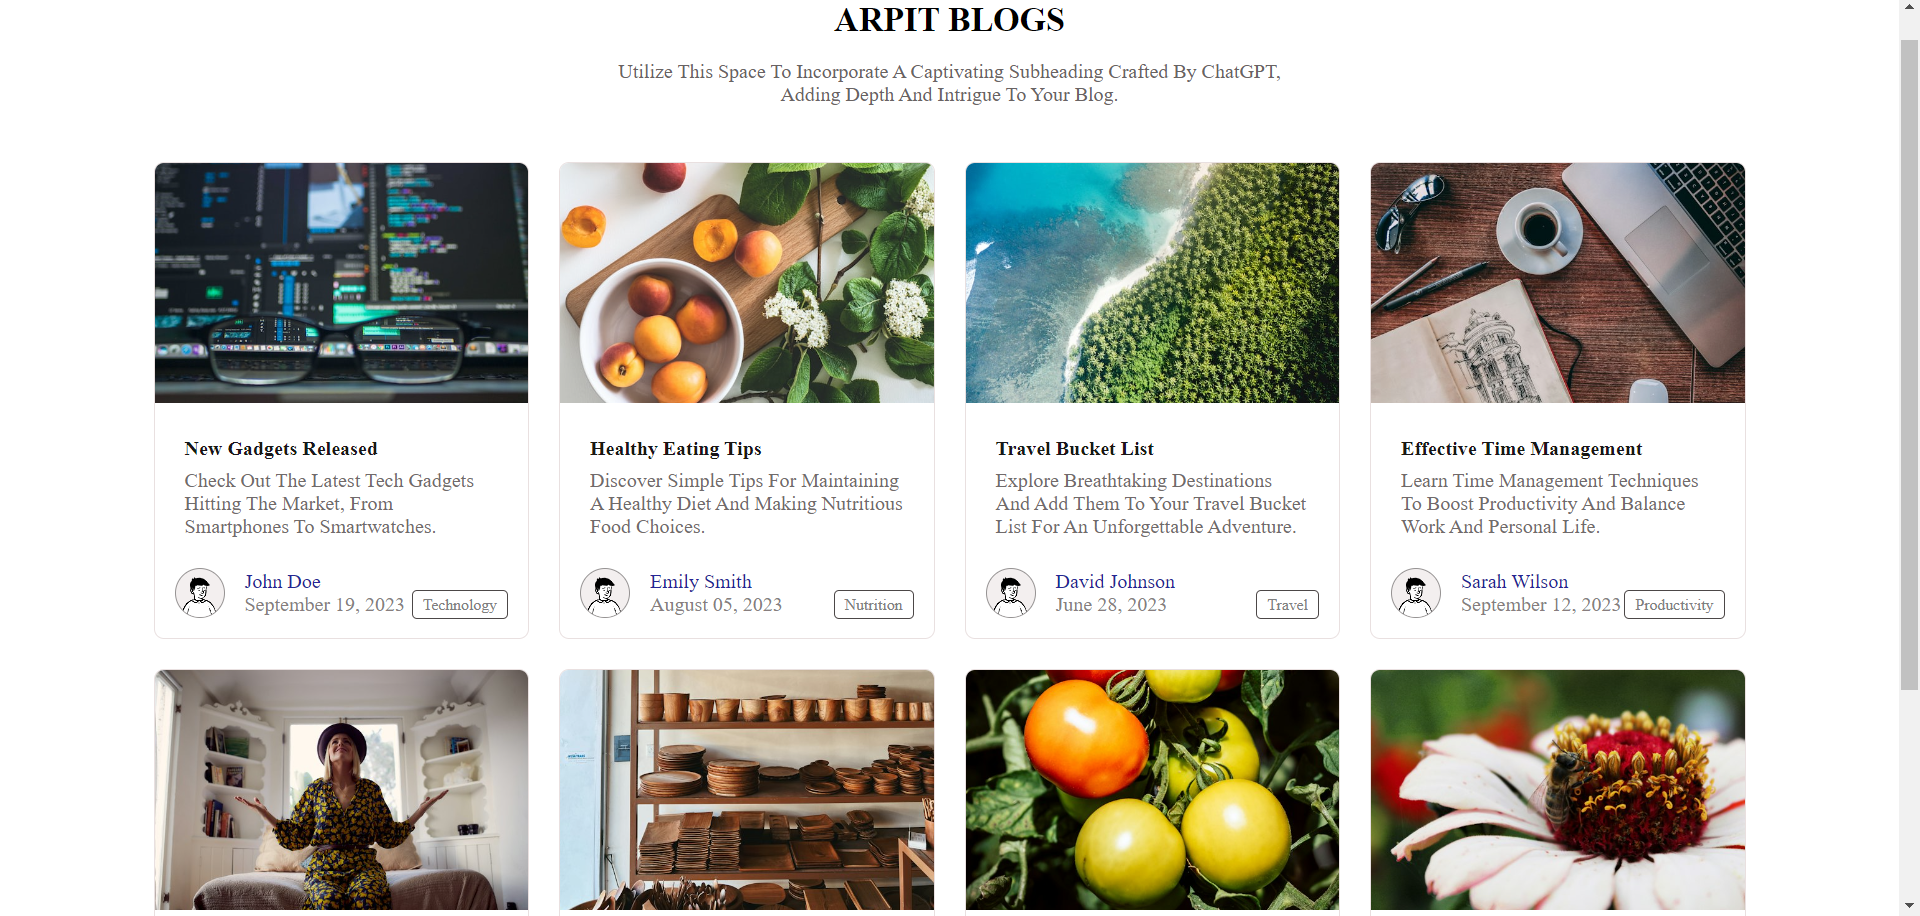 ARPIT BLOGS
Utilize This Space To Incorporate A Captivating Subheading Crafted By ChatGPT,
Adding Depth And Intrigue To Your Blog.
New Gadgets Released
Check Out The Latest Tech Gadgets
Hitting The Market, From
Smartphones To Smartwatches.
John Doe
September 19, 2023
Technology
Healthy Eating Tips
Discover Simple Tips For Maintaining
A Healthy Diet And Making Nutritious
Food Choices.
Emily Smith
August 05, 2023
Nutrition
Travel Bucket List
Explore Breathtaking Destinations
And Add Them To Your Travel Bucket
List For An Unforgettable Adventure.
David Johnson
June 28, 2023
Travel
Effective Time Management
Learn Time Management Techniques
To Boost Productivity And Balance
Work And Personal Life.
Sarah Wilson
September 12, 2023
Productivity